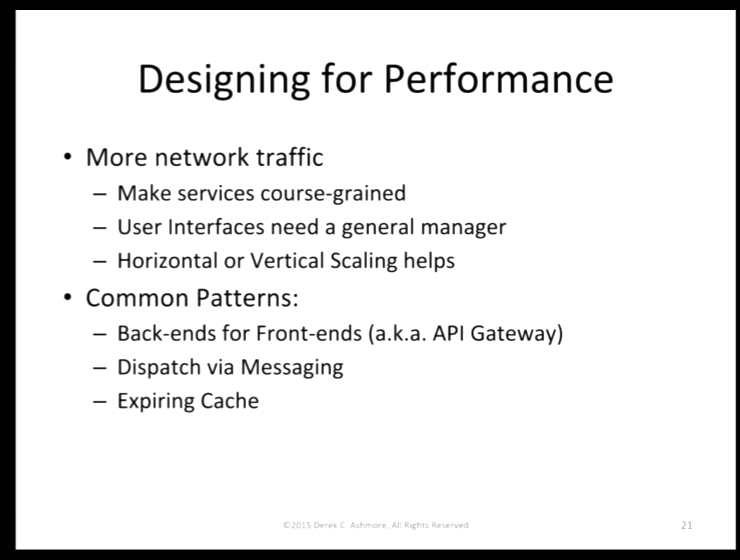 Designing for Performance
• More network traffic
– Make services course-grained
– User Interfaces need a general manager
– Horizontal or Vertical Scaling helps
• Common Patterns:
– Back-ends for Front-ends (a.k.a. API Gateway)
– Dispatch via Messaging
– Expiring Cache
©2015 Derek C. Ashmore, All Rights Reserved
21